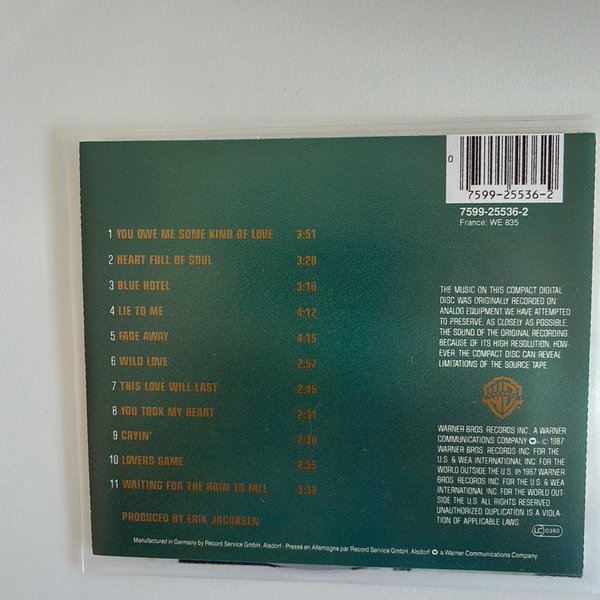 0
7599-25536-2
7599-25536-2
France: WE 835
1 YOU OWE ME SOME KIND OF LOVE 3:51
2 HEART FULL OF SOUL 3:20
3 BLUE HOTEL 3:10
4 LIE TO ME 4:12
5 FADE AWAY 4:15
6 WILD LOVE 2:57
7 THIS LOVE WILL LAST 2:45
8 YOU TOOK MY HEART 2:31
9 CRYIN' 2:36
10 LOVERS GAME 2:55
11 WAITING FOR THE RAIN TO FALL 3:39
PRODUCED BY ERIK JACOBSEN
THE MUSIC ON THIS COMPACT DIGITAL
DISC WAS ORIGINALLY RECORDED ON
ANALOG EQUIPMENT. WE HAVE ATTEMPTED
TO PRESERVE, AS CLOSELY AS POSSIBLE,
THE SOUND OF THE ORIGINAL RECORDING.
BECAUSE OF ITS HIGH RESOLUTION, HOW-
EVER, THE COMPACT DISC CAN REVEAL
LIMITATIONS OF THE SOURCE TAPE.
WARNER BROS. RECORDS INC., A WARNER
COMMUNICATIONS COMPANY. © 1987
WARNER BROS. RECORDS INC. FOR THE
U.S. & WEA INTERNATIONAL INC. FOR THE
WORLD OUTSIDE THE U.S. ℗ 1987 WARNER
BROS. RECORDS INC. FOR THE U.S. & WEA
INTERNATIONAL INC. FOR THE WORLD OUT-
SIDE THE U.S. ALL RIGHTS RESERVED.
UNAUTHORIZED DUPLICATION IS A VIOLA-
TION OF APPLICABLE LAWS.
LC 0392
Manufactured in Germany by Record Service GmbH, Alsdorf · Presse en Allemagne par Record Service GmbH, Alsdorf a Warner Communications Company